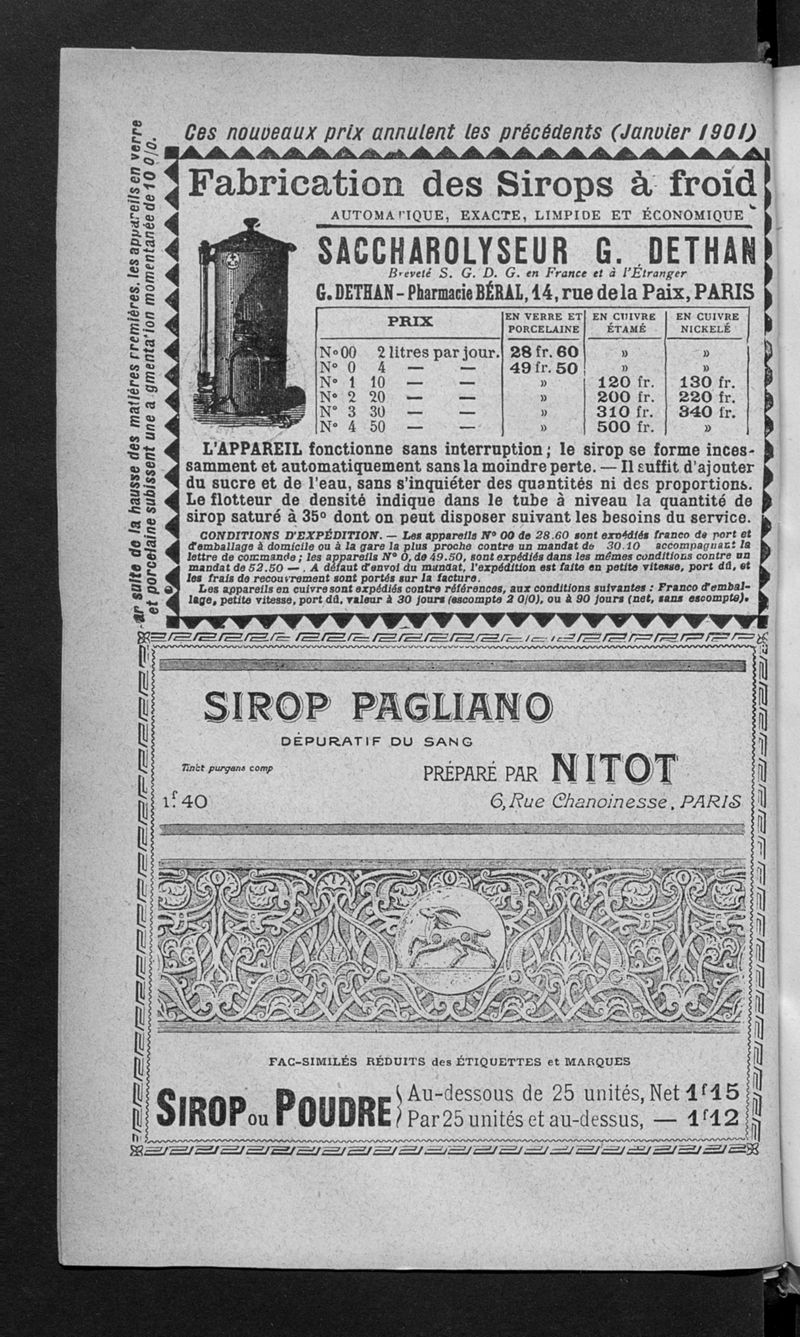 Ces nouveaux prix annulent les précédents (Janvier 1901)
ar suite de la hausse des matières rremières, les appareils en verre
et porcelaine subissent une a gmenta'ion momentanée de 10 0/0.
Fabrication des Sirops à froid
AUTOMA'IQUE, EXACTE, LIMPIDE ET ÉCONOMIQUE
SACCHAROLYSEUR G. DETHAN
Breveté S. G. D. G. en France et à l'Étranger
G. DETHAN - Pharmacie BÉRAL, 14, rue de la Paix, PARIS
PRIX EN VERRE ET PORCELAINE EN CUIVRE ÉTAMÉ EN CUIVRE NICKELÉ
N° 00 2 litres par jour. 28 fr. 60 » »
N° 0 4 — — 49 fr. 50 » »
N° 1 10 — — » 120 fr. 130 fr.
N° 2 20 — — » 200 fr. 220 fr.
N° 3 30 — — » 310 fr. 340 fr.
N° 4 50 — — » 500 fr. »
L'APPAREIL fonctionne sans interruption; le sirop se forme inces-
samment et automatiquement sans la moindre perte. — Il suffit d'ajouter
du sucre et de l'eau, sans s'inquiéter des quantités ni des proportions.
Le flotteur de densité indique dans le tube à niveau la quantité de
sirop saturé à 35° dont on peut disposer suivant les besoins du service.
CONDITIONS D'EXPÉDITION. — Les appareils N° 00 de 28.60 sont expédiés franco de port et
d'emballage à domicile ou à la gare la plus proche contre un mandat de 30.10 accompagnant la
lettre de commande; les appareils N° 0, de 49.50, sont expédiés dans les mêmes conditions contre un
mandat de 52.50 — . A défaut d'envoi du mandat, l'expédition est faite en petite vitesse, port dû, et
les frais de recouvrement sont portés sur la facture.
Les appareils en cuivre sont expédiés contre références, aux conditions suivantes : Franco d'embal-
lage, petite vitesse, port dû, valeur à 30 jours (escompte 2 0/0), ou à 90 jours (net, sans escompte).
SIROP PAGLIANO
DÉPURATIF DU SANG
Tinct purgans comp
PRÉPARÉ PAR NITOT
1f. 40
6, Rue Chanoinesse, PARIS
FAC-SIMILÉS RÉDUITS des ÉTIQUETTES et MARQUES
SIROP ou POUDRE
Au-dessous de 25 unités, Net 1f15
Par 25 unités et au-dessus, — 1f12